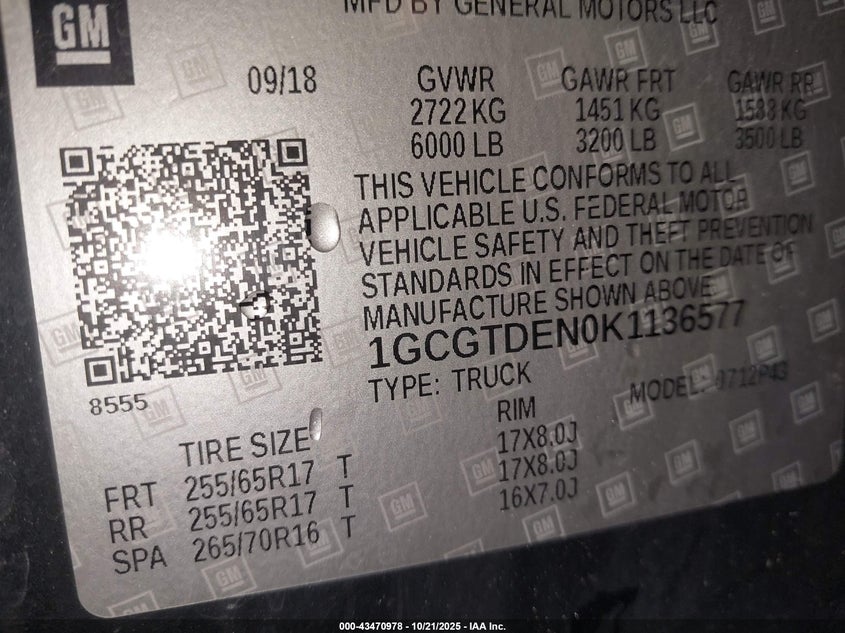 GM
MFD BY GENERAL MOTORS LLC
09/18 GVWR GAWR FRT GAWR RR
2722 KG 1451 KG 1588 KG
6000 LB 3200 LB 3500 LB
THIS VEHICLE CONFORMS TO ALL
APPLICABLE U.S. FEDERAL MOTOR
VEHICLE SAFETY AND THEFT PREVENTION
STANDARDS IN EFFECT ON THE DATE OF
MANUFACTURE SHOWN ABOVE
1GCGTDEN0K1136577
8555
TYPE: TRUCK MODEL:
TIRE SIZE RIM
FRT 255/65R17 T 17X8.0J
RR 255/65R17 T 17X8.0J
SPA 265/70R16 T 16X7.0J
000-43470978 - 10/21/2025 - IAA Inc.